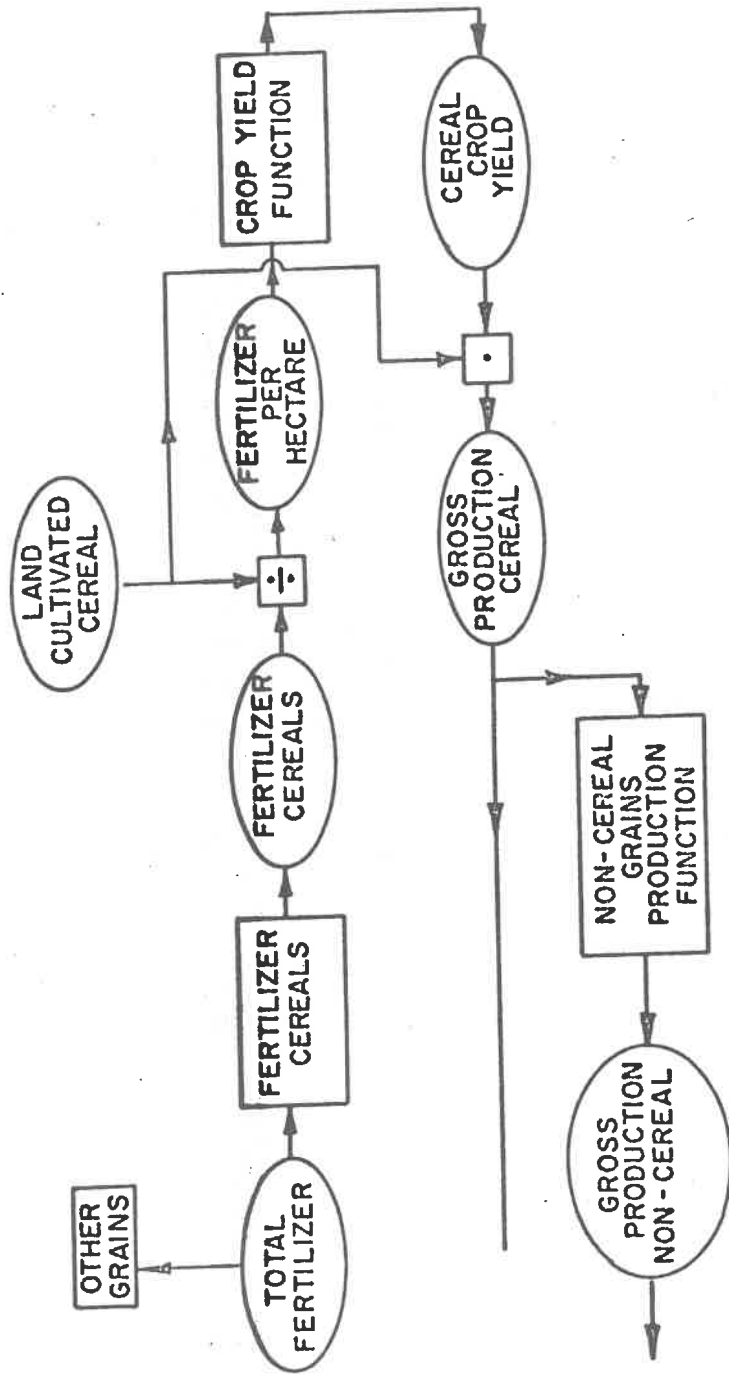 OTHER
GRAINS
TOTAL
FERTILIZER
FERTILIZER
CEREALS
FERTILIZER
CEREALS
LAND
CULTIVATED
CEREAL
÷
FERTILIZER
PER
HECTARE
CROP YIELD
FUNCTION
CEREAL
CROP
YIELD
·
GROSS
PRODUCTION
CEREAL
NON-CEREAL
GRAINS
PRODUCTION
FUNCTION
GROSS
PRODUCTION
NON-CEREAL